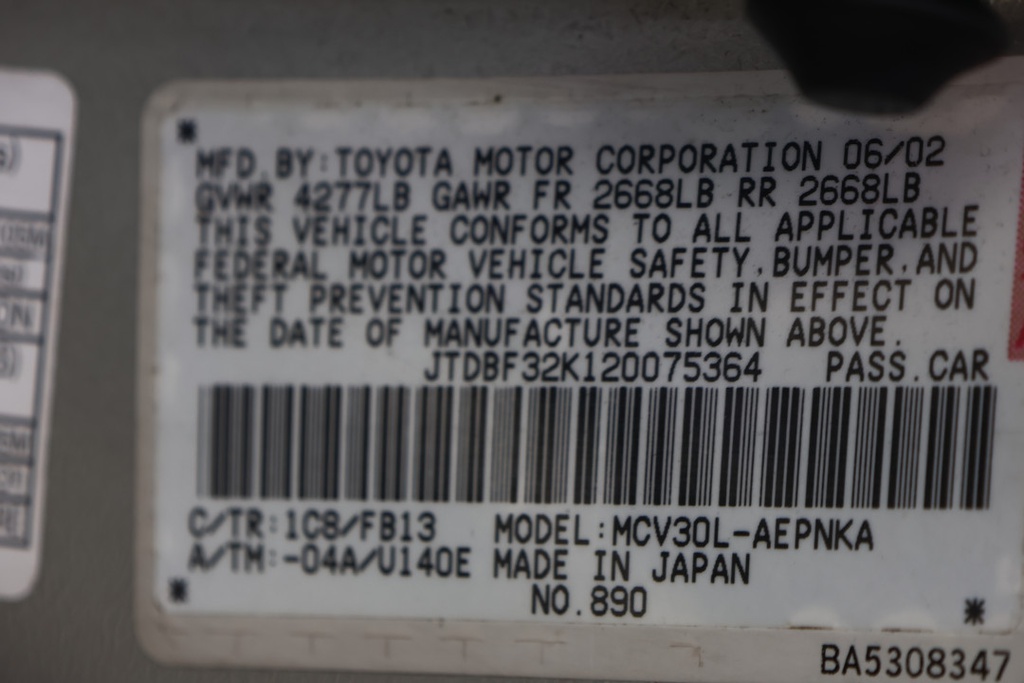 MFD.BY:TOYOTA MOTOR CORPORATION 06/02
GVWR 4277LB GAWR FR 2668LB RR 2668LB
THIS VEHICLE CONFORMS TO ALL APPLICABLE
FEDERAL MOTOR VEHICLE SAFETY,BUMPER,AND
THEFT PREVENTION STANDARDS IN EFFECT ON
THE DATE OF MANUFACTURE SHOWN ABOVE.
JTDBF32K120075364 PASS.CAR
C/TR:1C8/FB13 MODEL:MCV30L-AEPNKA
A/TM:-04A/U140E MADE IN JAPAN
NO.890
BA5308347